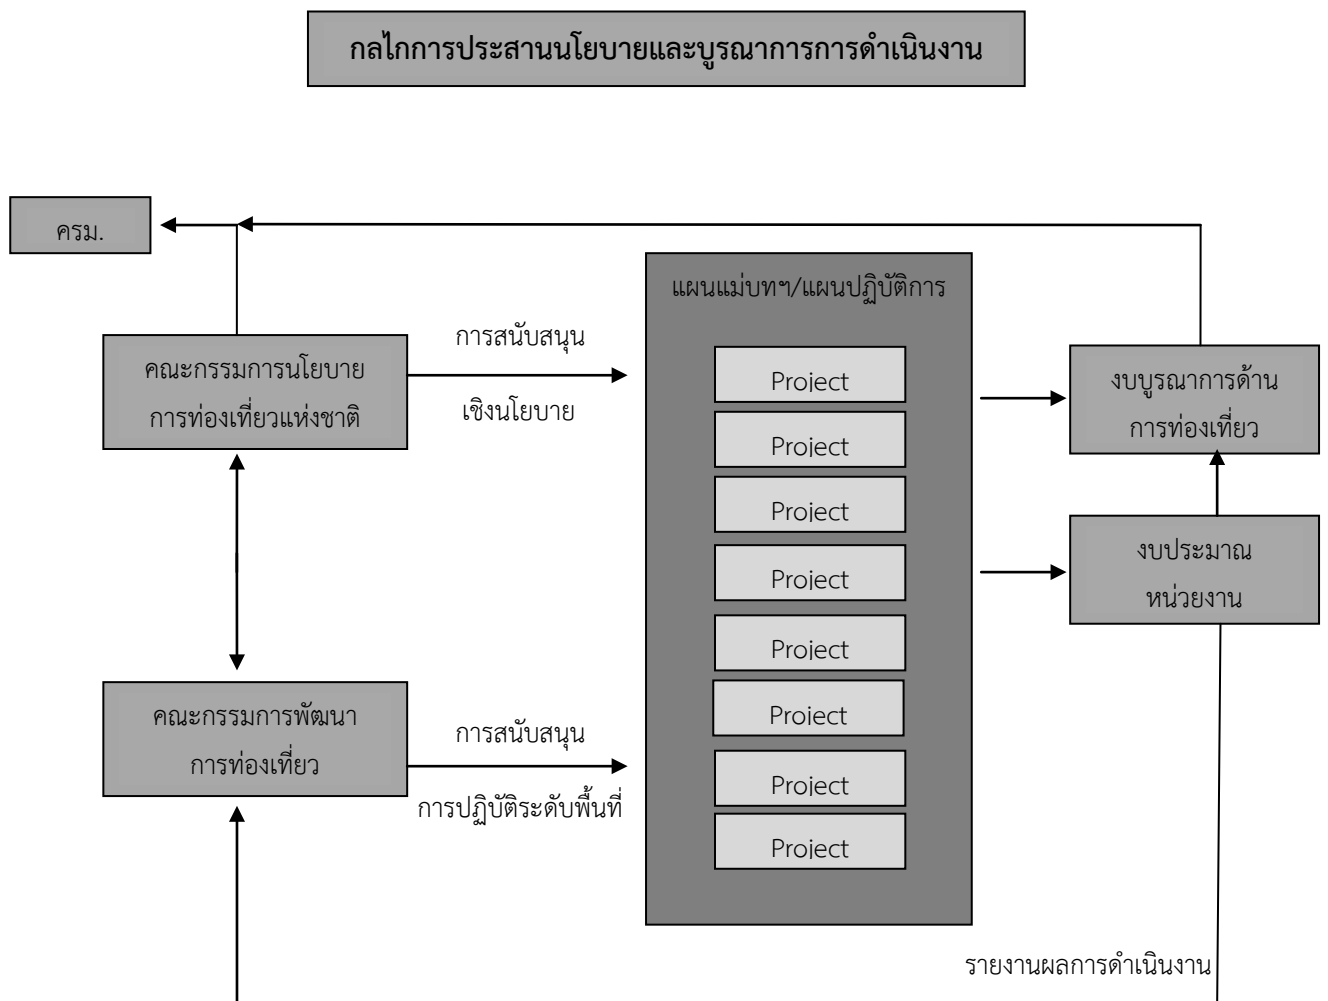 กลไกการประสานนโยบายและบูรณาการการดำเนินงาน
ครม.
แผนแม่บทฯ/แผนปฏิบัติการ
การสนับสนุน
เชิงนโยบาย
คณะกรรมการนโยบาย
การท่องเที่ยวแห่งชาติ
Project
Project
Project
Project
Project
Project
Project
Project
งบบูรณาการด้าน
การท่องเที่ยว
งบประมาณ
หน่วยงาน
คณะกรรมการพัฒนา
การท่องเที่ยว
การสนับสนุน
การปฏิบัติระดับพื้นที่
รายงานผลการดำเนินงาน